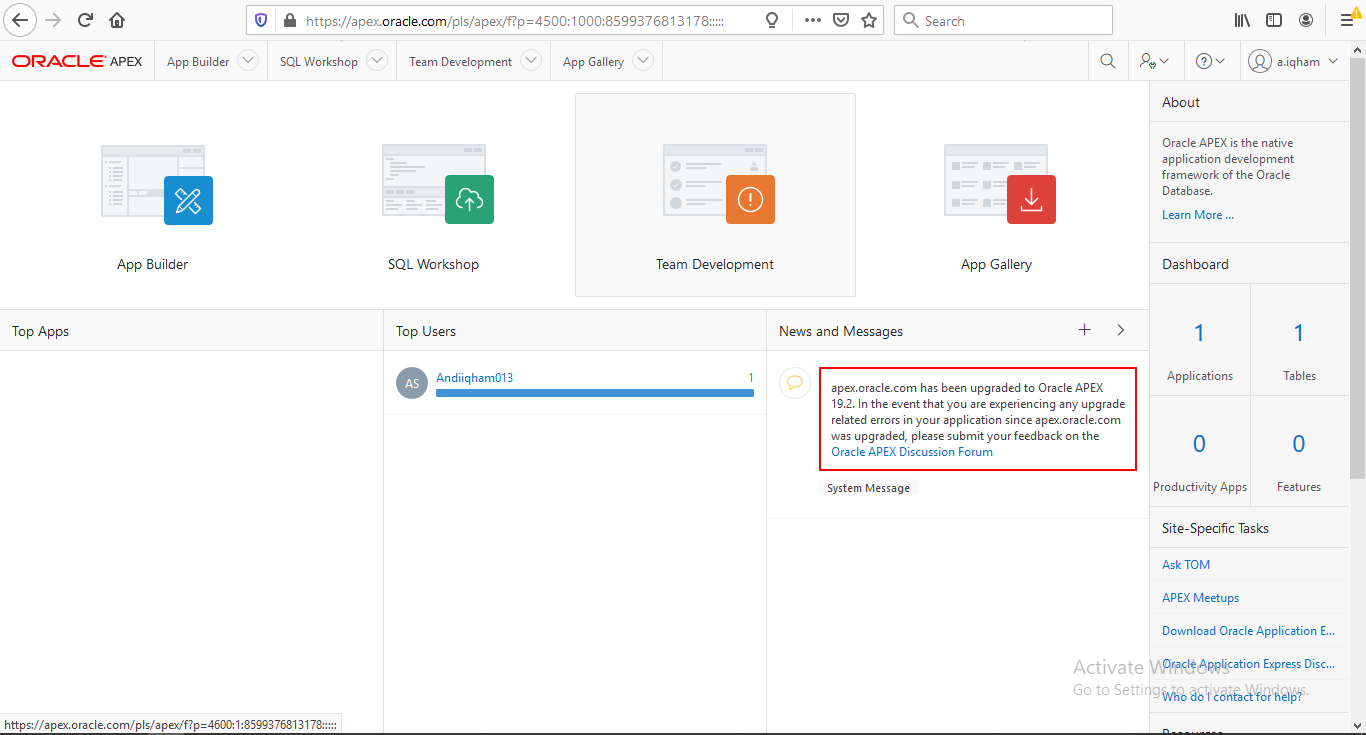 https://apex.oracle.com/pls/apex/f?p=4500:1000:8599376813178:::::
Search
ORACLE APEX
App Builder
SQL Workshop
Team Development
App Gallery
a.iqham
App Builder
SQL Workshop
Team Development
App Gallery
Top Apps
Top Users
AS
Andiiqham013
1
News and Messages
apex.oracle.com has been upgraded to Oracle APEX
19.2. In the event that you are experiencing any upgrade
related errors in your application since apex.oracle.com
was upgraded, please submit your feedback on the
Oracle APEX Discussion Forum
System Message
About
Oracle APEX is the native
application development
framework of the Oracle
Database.
Learn More ...
Dashboard
1
Applications
1
Tables
0
Productivity Apps
0
Features
Site-Specific Tasks
Ask TOM
APEX Meetups
Download Oracle Application E...
Oracle Application Express Disc...
Who do I contact for help?
Activate Windows
Go to Settings to activate Windows.
https://apex.oracle.com/pls/apex/f?p=4600:1:8599376813178:::::